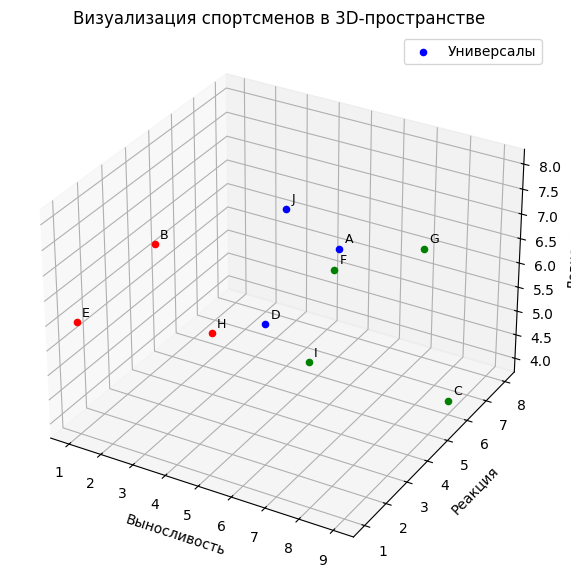 Визуализация спортсменов в 3D-пространстве
Универсалы
J
B
A
G
F
E
D
H
I
C
8.0
7.5
7.0
6.5
6.0
5.5
5.0
4.5
4.0
1 2 3 4 5 6 7 8 9
Выносливость
1 2 3 4 5 6 7 8
Реакция